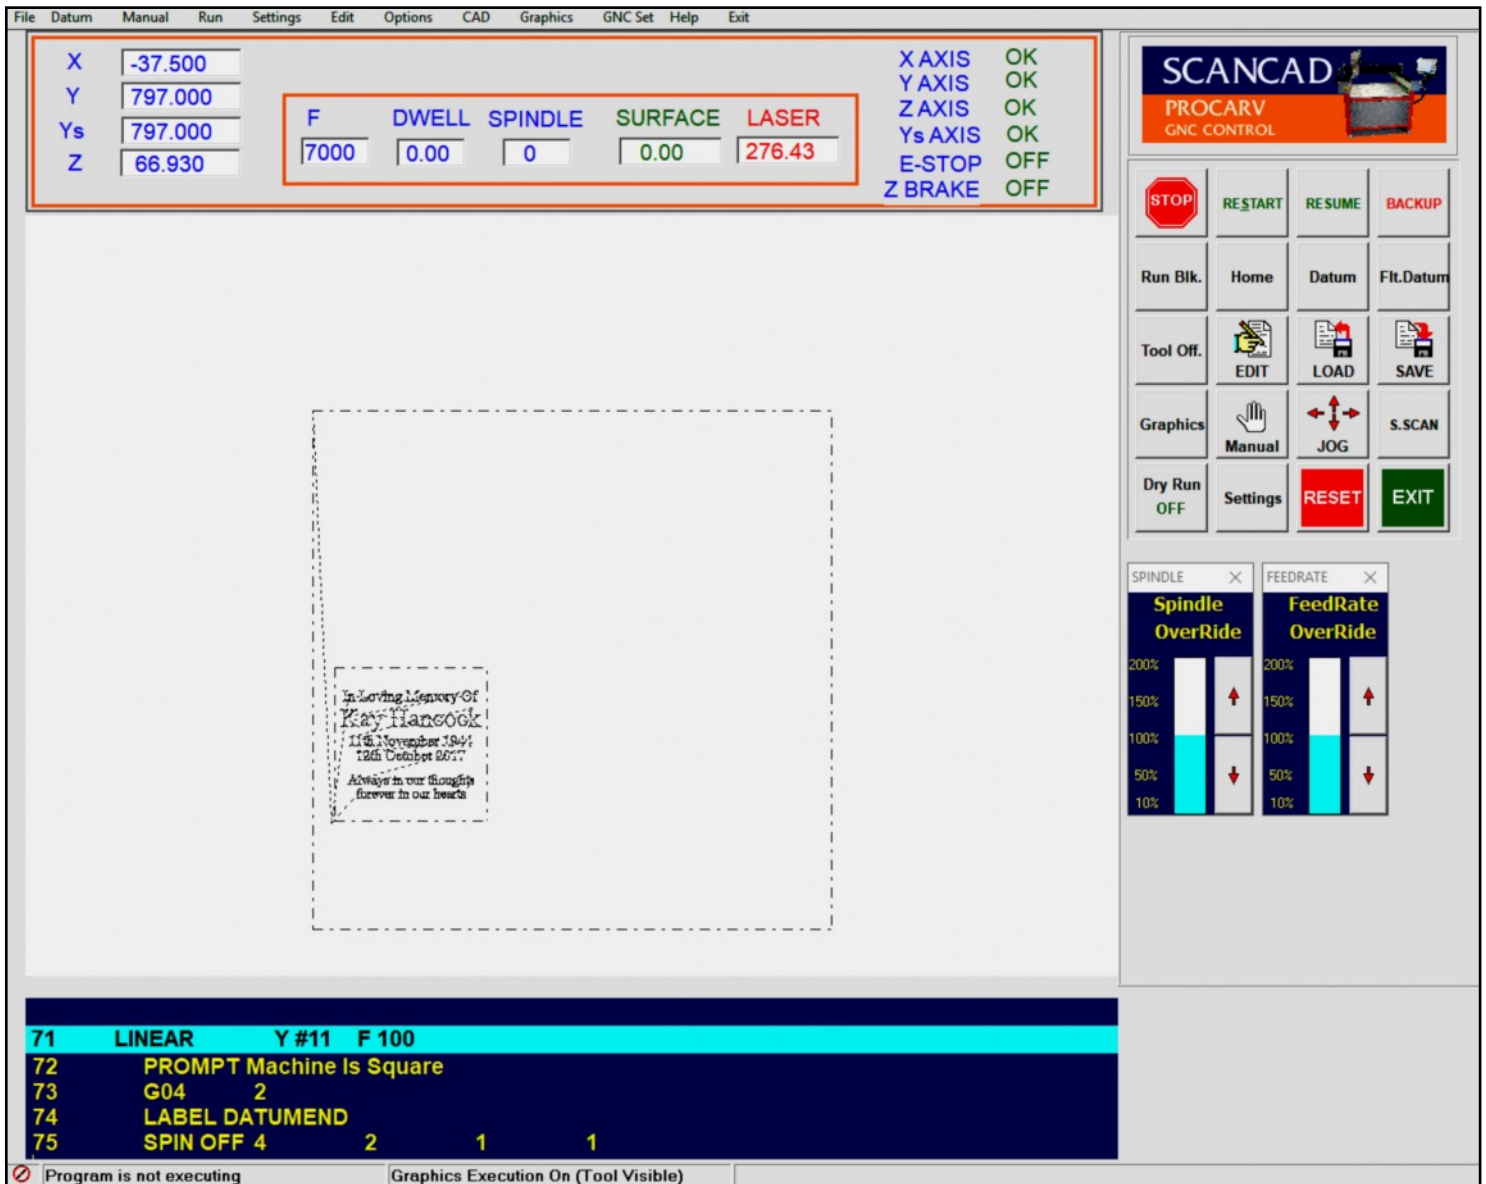 File Datum Manual Run Settings Edit Options CAD Graphics GNC Set Help Exit
X -37.500
Y 797.000
Ys 797.000
Z 66.930
F DWELL SPINDLE SURFACE LASER
7000 0.00 0 0.00 276.43
X AXIS OK
Y AXIS OK
Z AXIS OK
Ys AXIS OK
E-STOP OFF
Z BRAKE OFF
SCANCAD
PROCARV
GNC CONTROL
STOP RESTART RESUME BACKUP
Run Blk. Home Datum Flt.Datum
Tool Off. EDIT LOAD SAVE
Graphics Manual JOG S.SCAN
Dry Run
OFF Settings RESET EXIT
SPINDLE
Spindle
OverRide
200%
150%
100%
50%
10%
FEEDRATE
FeedRate
OverRide
200%
150%
100%
50%
10%
In Loving Memory Of
Kay Hancock
11th November
12th October 2017
Always in our thoughts
forever in our hearts
71 LINEAR Y #11 F 100
72 PROMPT Machine Is Square
73 G04 2
74 LABEL DATUMEND
75 SPIN OFF 4 2 1 1
Program is not executing Graphics Execution On (Tool Visible)